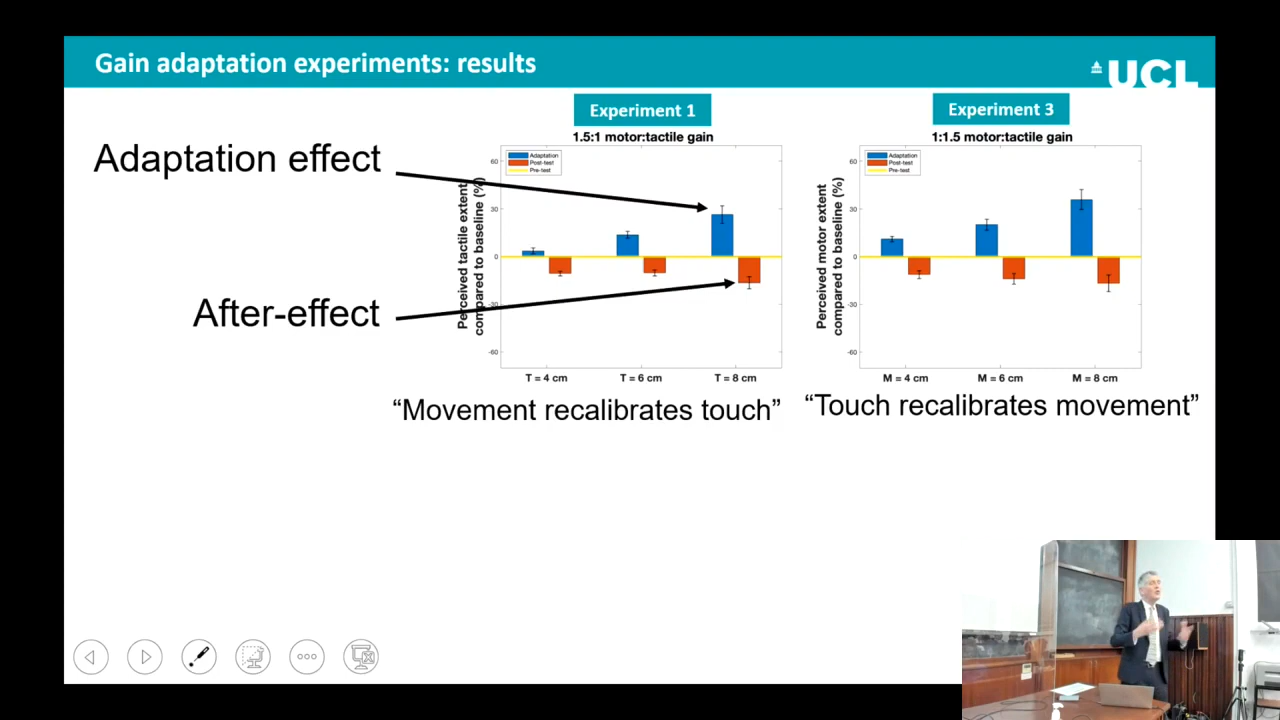 Gain adaptation experiments: results
UCL
Adaptation effect
After-effect
Experiment 1
1.5:1 motor:tactile gain
Perceived tactile extent
compared to baseline (%)
60
30
0
-30
-60
Adaptation
Post-test
Pre-test
T = 4 cm
T = 6 cm
T = 8 cm
“Movement recalibrates touch”
Experiment 3
1:1.5 motor:tactile gain
Perceived motor extent
compared to baseline (%)
60
30
0
-30
-60
Adaptation
Post-test
Pre-test
M = 4 cm
M = 6 cm
M = 8 cm
“Touch recalibrates movement”